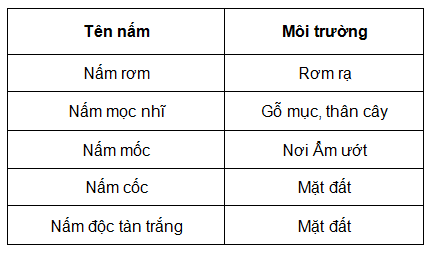 Tên nấm Môi trường
Nấm rơm Rơm rạ
Nấm mọc nhĩ Gỗ mục, thân cây
Nấm mốc Nơi Ẩm ướt
Nấm cốc Mặt đất
Nấm độc tàn trắng Mặt đất